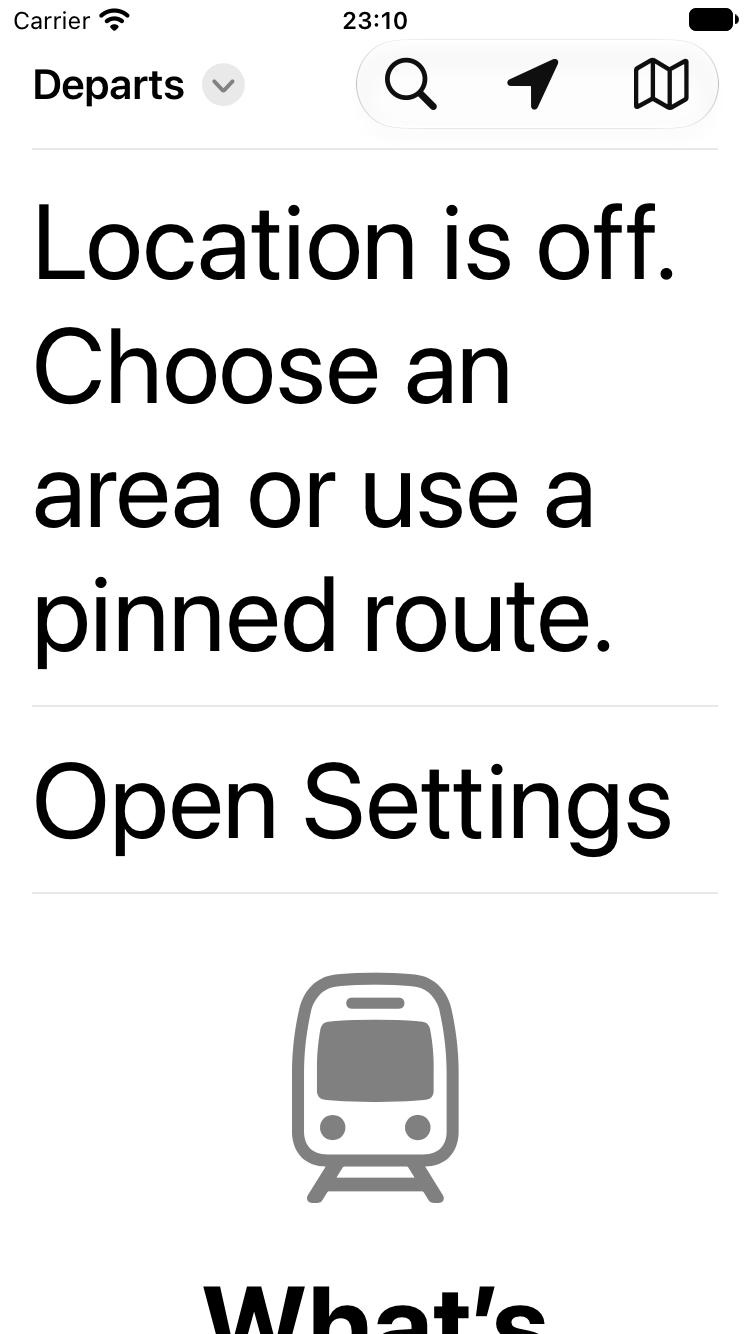 Carrier 23:10
Departs
Location is off.
Choose an
area or use a
pinned route.
Open Settings
What’s